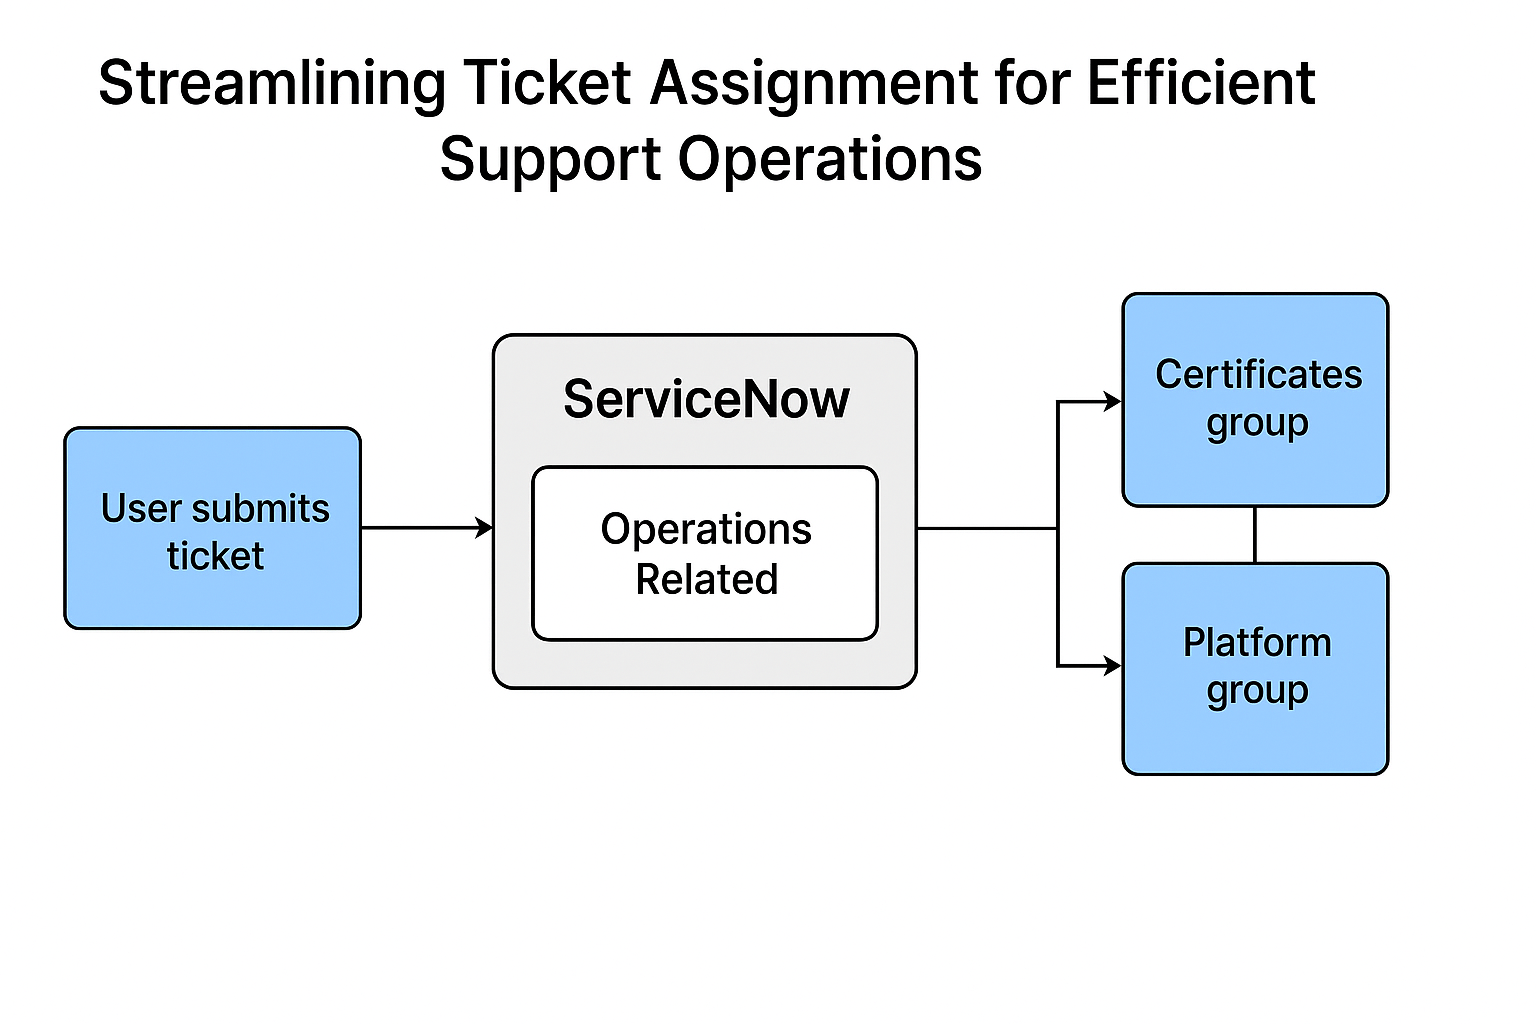 Streamlining Ticket Assignment for Efficient
Support Operations
User submits
ticket
ServiceNow
Operations
Related
Certificates
group
Platform
group